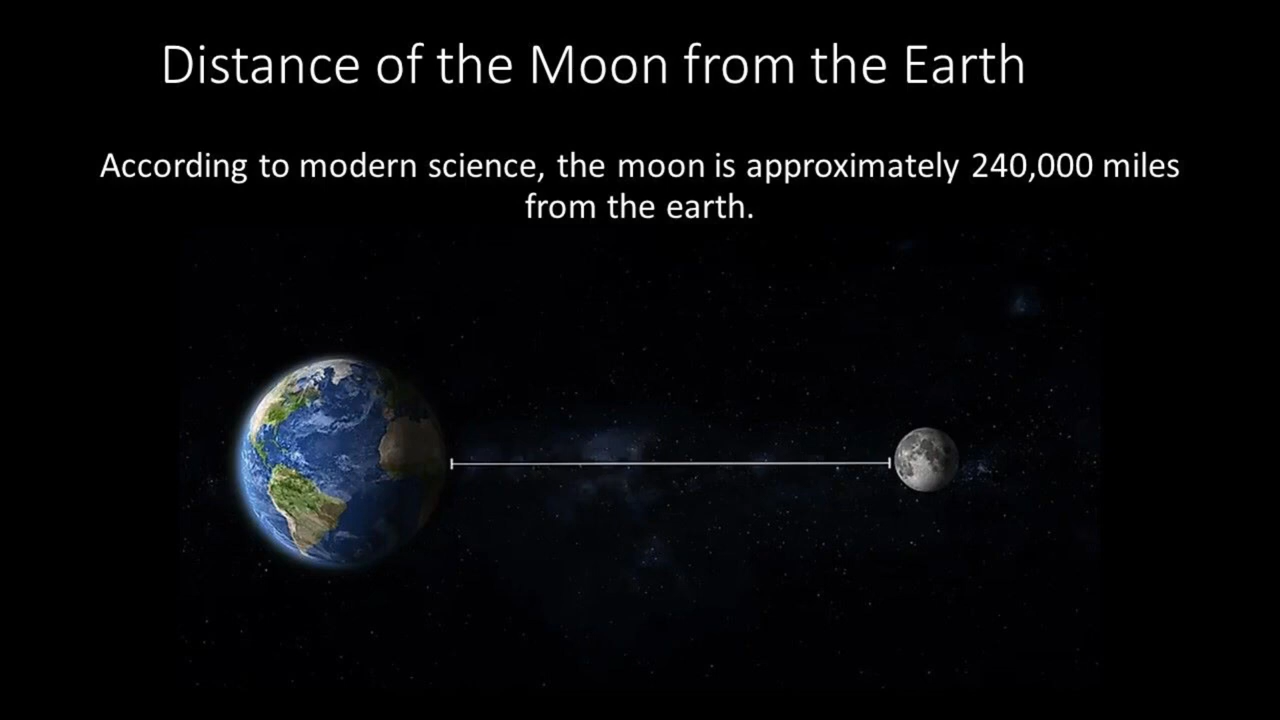 Distance of the Moon from the Earth
According to modern science, the moon is approximately 240,000 miles
from the earth.